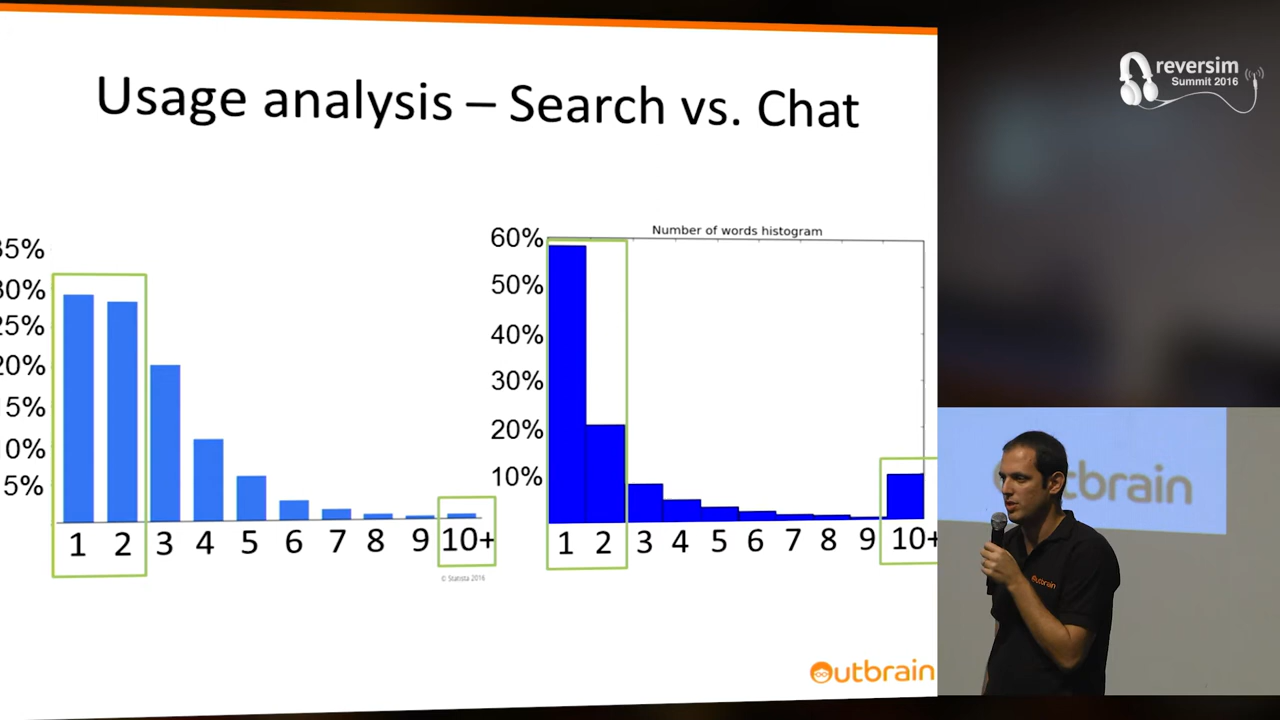 Usage analysis – Search vs. Chat
35%
30%
25%
20%
15%
10%
5%
1 2 3 4 5 6 7 8 9 10+
© Statista 2016
Number of words histogram
60%
50%
40%
30%
20%
10%
1 2 3 4 5 6 7 8 9 10+
Outbrain
reversim
Summit 2016
Outbrain
Outbrain